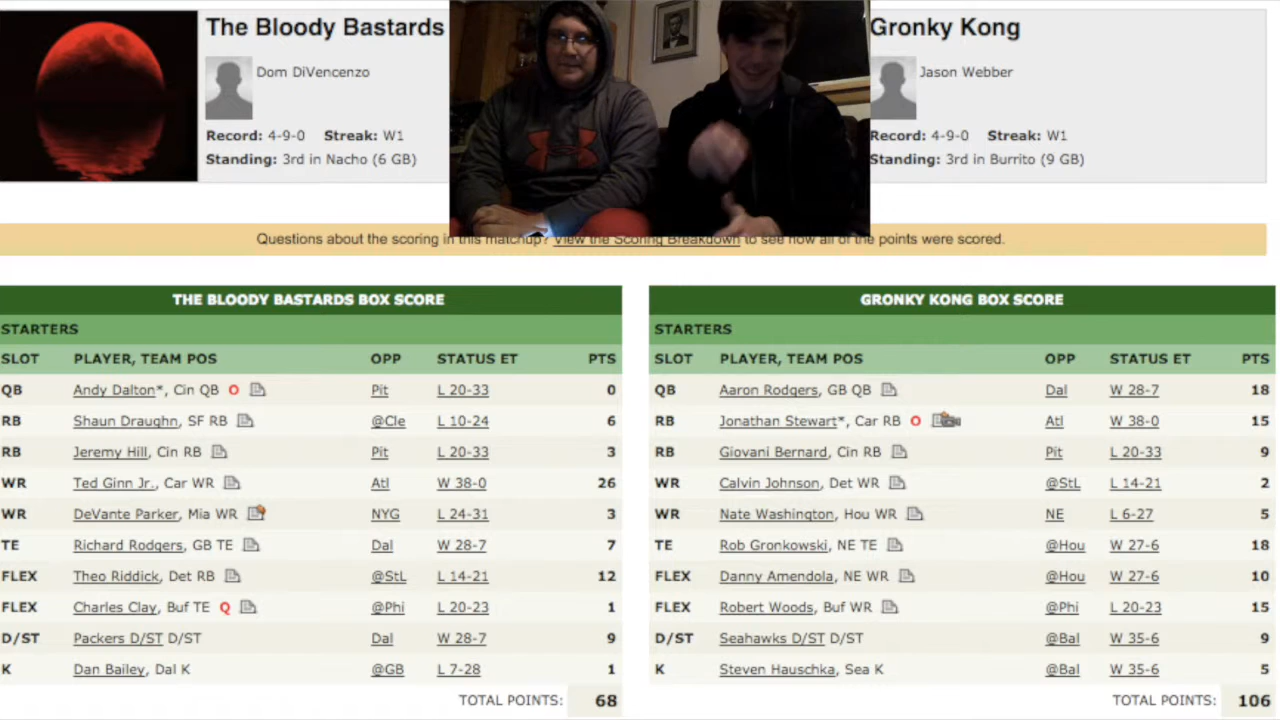 The Bloody Bastards
Dom DiVencenzo
Record: 4-9-0 Streak: W1
Standing: 3rd in Nacho (6 GB)
Gronky Kong
Jason Webber
Record: 4-9-0 Streak: W1
Standing: 3rd in Burrito (9 GB)
Questions about the scoring in this matchup? View the Scoring Breakdown to see how all of the points were scored.
THE BLOODY BASTARDS BOX SCORE
STARTERS
SLOT PLAYER, TEAM POS OPP STATUS ET PTS
QB Andy Dalton*, Cin QB O Pit L 20-33 0
RB Shaun Draughn, SF RB @Cle L 10-24 6
RB Jeremy Hill, Cin RB Pit L 20-33 3
WR Ted Ginn Jr., Car WR Atl W 38-0 26
WR DeVante Parker, Mia WR NYG L 24-31 3
TE Richard Rodgers, GB TE Dal W 28-7 7
FLEX Theo Riddick, Det RB @StL L 14-21 12
FLEX Charles Clay, Buf TE Q @Phi L 20-23 1
D/ST Packers D/ST D/ST Dal W 28-7 9
K Dan Bailey, Dal K @GB L 7-28 1
TOTAL POINTS: 68
GRONKY KONG BOX SCORE
STARTERS
SLOT PLAYER, TEAM POS OPP STATUS ET PTS
QB Aaron Rodgers, GB QB Dal W 28-7 18
RB Jonathan Stewart*, Car RB O Atl W 38-0 15
RB Giovani Bernard, Cin RB Pit L 20-33 9
WR Calvin Johnson, Det WR @StL L 14-21 2
WR Nate Washington, Hou WR NE L 6-27 5
TE Rob Gronkowski, NE TE @Hou W 27-6 18
FLEX Danny Amendola, NE WR @Hou W 27-6 10
FLEX Robert Woods, Buf WR @Phi L 20-23 15
D/ST Seahawks D/ST D/ST @Bal W 35-6 9
K Steven Hauschka, Sea K @Bal W 35-6 5
TOTAL POINTS: 106